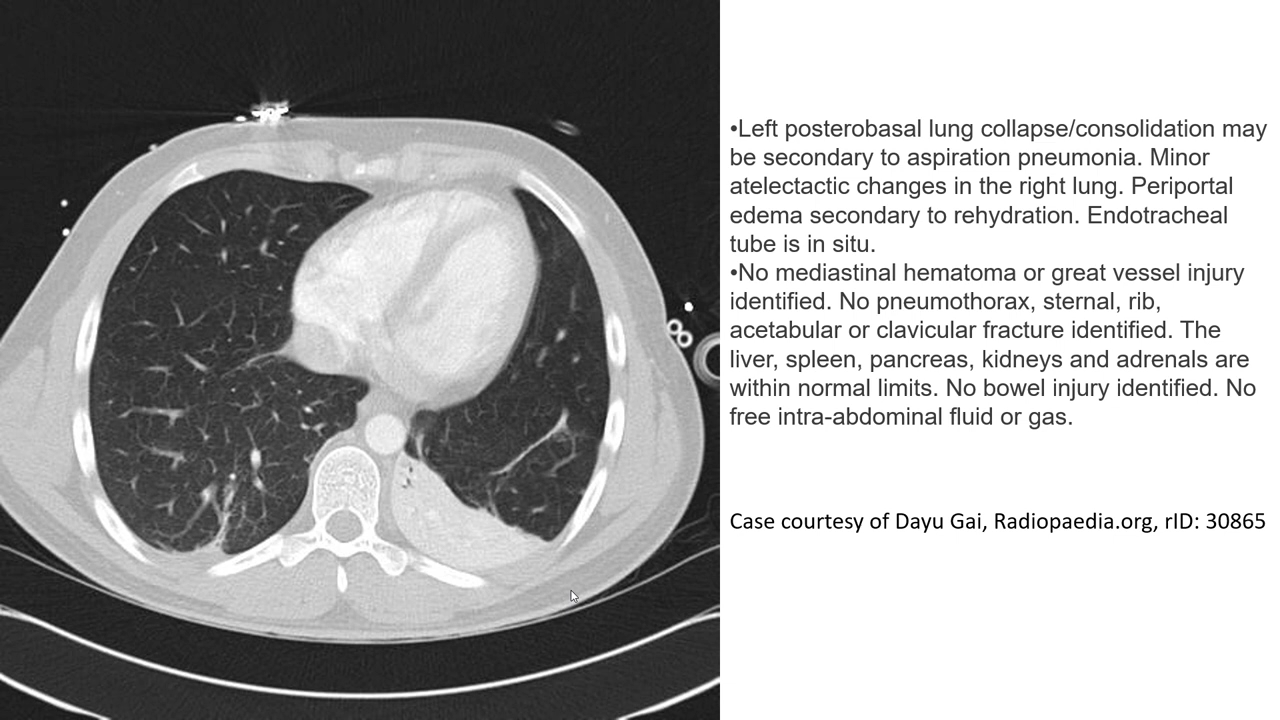 •Left posterobasal lung collapse/consolidation may
be secondary to aspiration pneumonia. Minor
atelectactic changes in the right lung. Periportal
edema secondary to rehydration. Endotracheal
tube is in situ.
•No mediastinal hematoma or great vessel injury
identified. No pneumothorax, sternal, rib,
acetabular or clavicular fracture identified. The
liver, spleen, pancreas, kidneys and adrenals are
within normal limits. No bowel injury identified. No
free intra-abdominal fluid or gas.
Case courtesy of Dayu Gai, Radiopaedia.org, rID: 30865